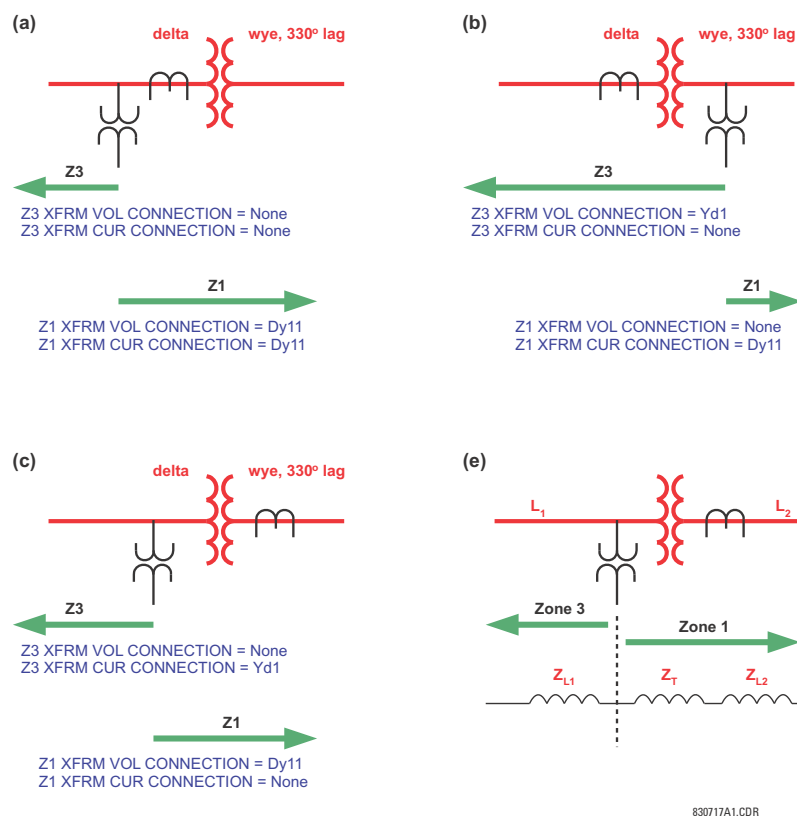 (a)
delta
wye, 330° lag
Z3
Z3 XFRM VOL CONNECTION = None
Z3 XFRM CUR CONNECTION = None
Z1
Z1 XFRM VOL CONNECTION = Dy11
Z1 XFRM CUR CONNECTION = Dy11
(b)
delta
wye, 330° lag
Z3
Z3 XFRM VOL CONNECTION = Yd1
Z3 XFRM CUR CONNECTION = None
Z1
Z1 XFRM VOL CONNECTION = None
Z1 XFRM CUR CONNECTION = Dy11
(c)
delta
wye, 330° lag
Z3
Z3 XFRM VOL CONNECTION = None
Z3 XFRM CUR CONNECTION = Yd1
Z1
Z1 XFRM VOL CONNECTION = Dy11
Z1 XFRM CUR CONNECTION = None
(e)
L1
L2
Zone 3
Zone 1
ZL1
ZT
ZL2
830717A1.CDR